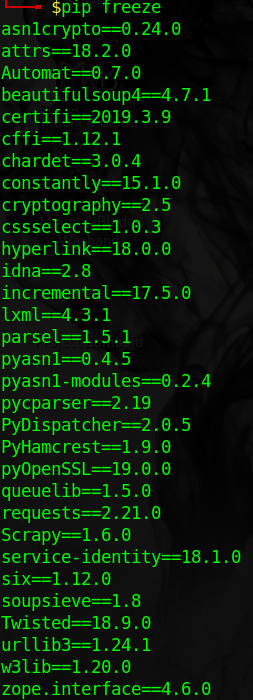 $pip freeze
asn1crypto==0.24.0
attrs==18.2.0
Automat==0.7.0
beautifulsoup4==4.7.1
certifi==2019.3.9
cffi==1.12.1
chardet==3.0.4
constantly==15.1.0
cryptography==2.5
cssselect==1.0.3
hyperlink==18.0.0
idna==2.8
incremental==17.5.0
lxml==4.3.1
parsel==1.5.1
pyasn1==0.4.5
pyasn1-modules==0.2.4
pycparser==2.19
PyDispatcher==2.0.5
PyHamcrest==1.9.0
pyOpenSSL==19.0.0
queuelib==1.5.0
requests==2.21.0
Scrapy==1.6.0
service-identity==18.1.0
six==1.12.0
soupsieve==1.8
Twisted==18.9.0
urllib3==1.24.1
w3lib==1.20.0
zope.interface==4.6.0